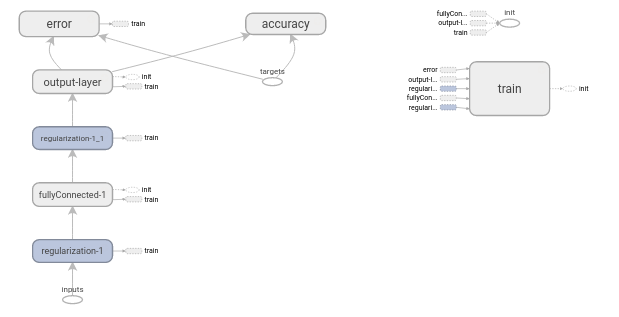 error
train
accuracy
targets
output-layer
init
train
regularization-1_1
train
fullyConnected-1
init
train
regularization-1
train
inputs
fullyCon...
output-l...
train
init
error
output-l...
regulari...
fullyCon...
regulari...
train
init